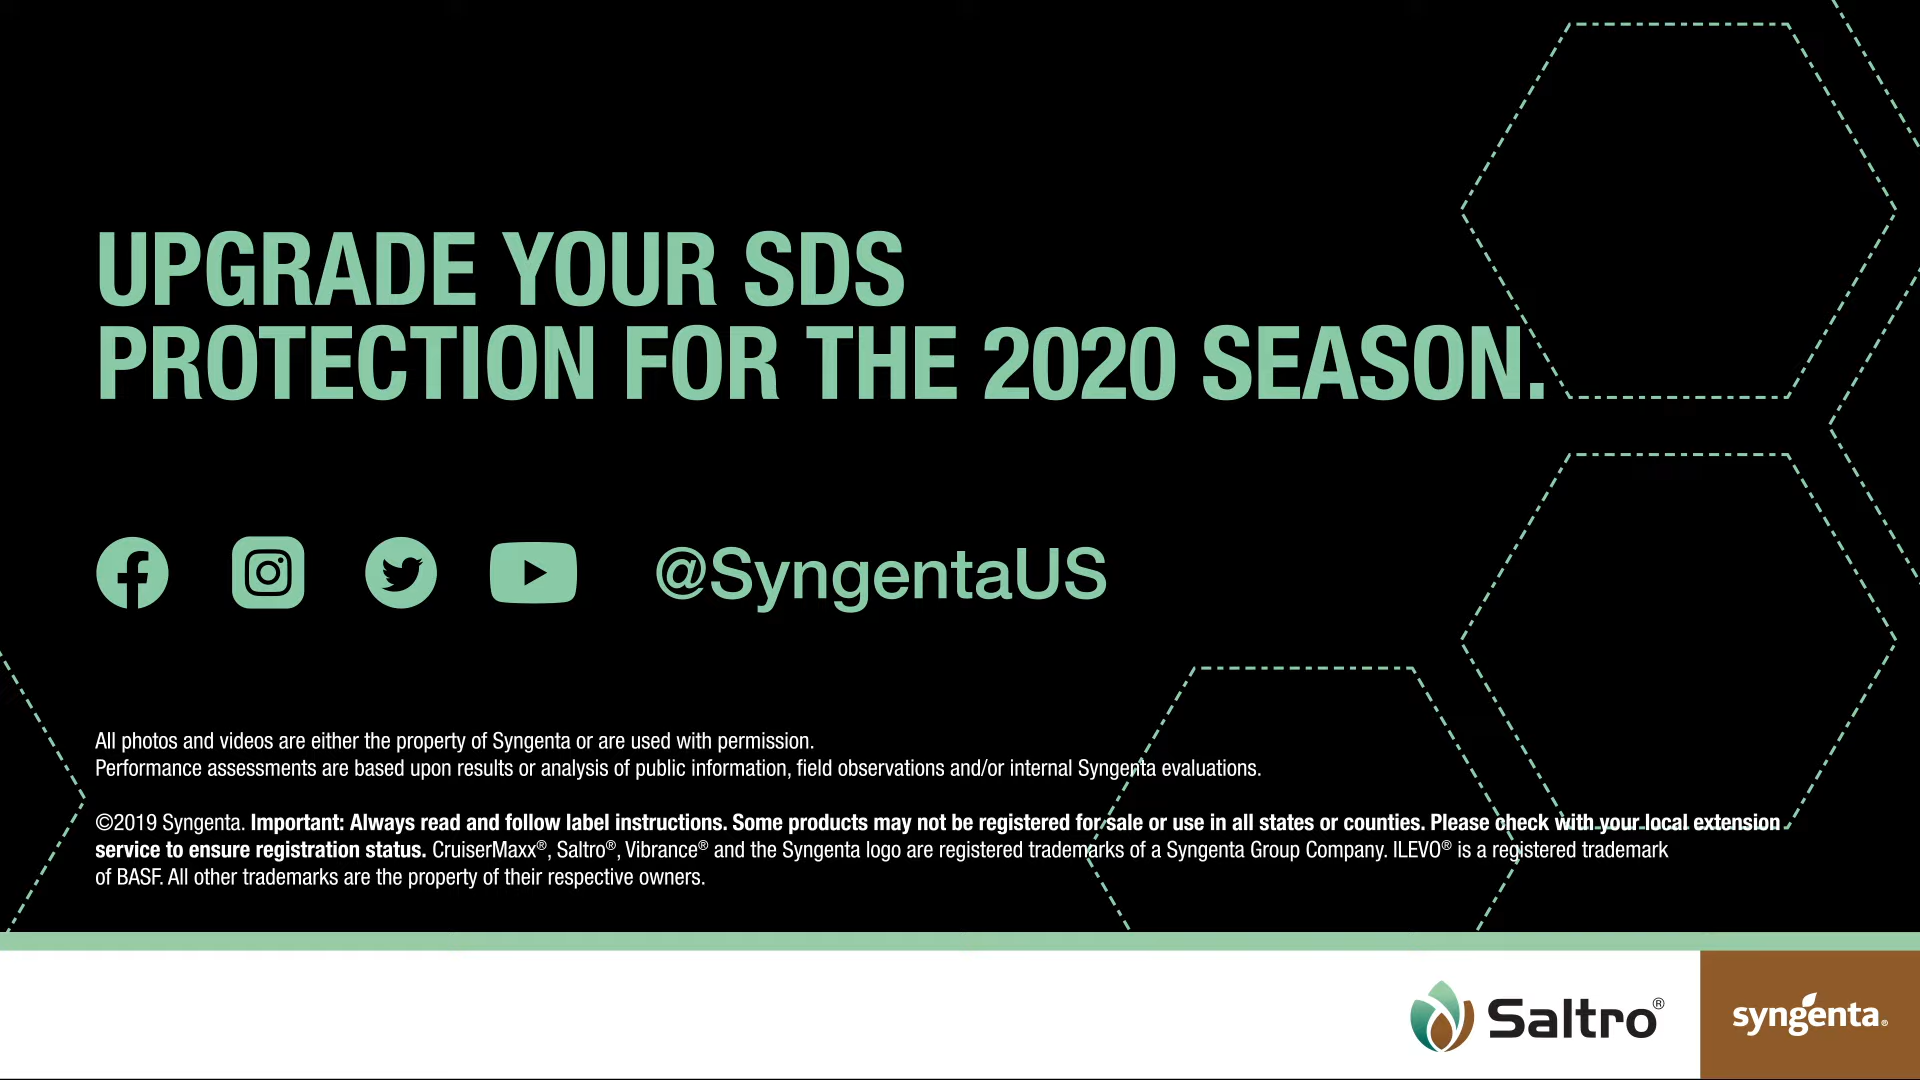 UPGRADE YOUR SDS
PROTECTION FOR THE 2020 SEASON.
@SyngentaUS
All photos and videos are either the property of Syngenta or are used with permission.
Performance assessments are based upon results or analysis of public information, field observations and/or internal Syngenta evaluations.
©2019 Syngenta. Important: Always read and follow label instructions. Some products may not be registered for sale or use in all states or counties. Please check with your local extension
service to ensure registration status. CruiserMaxx®, Saltro®, Vibrance® and the Syngenta logo are registered trademarks of a Syngenta Group Company. ILEVO® is a registered trademark
of BASF. All other trademarks are the property of their respective owners.
Saltro®
syngenta®